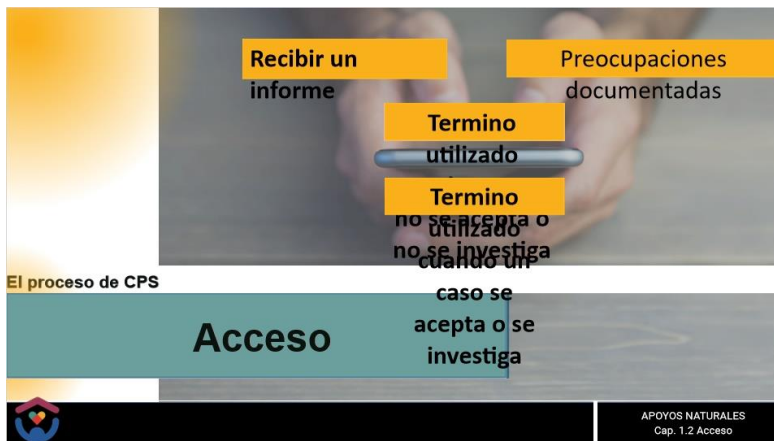 Recibir un
informe
Preocupaciones
documentadas
Termino
utilizado
no se acepta o
no se investiga
Termino
utilizado
cuando un
caso se
acepta o se
investiga
El proceso de CPS
Acceso
APOYOS NATURALES
Cap. 1.2 Acceso